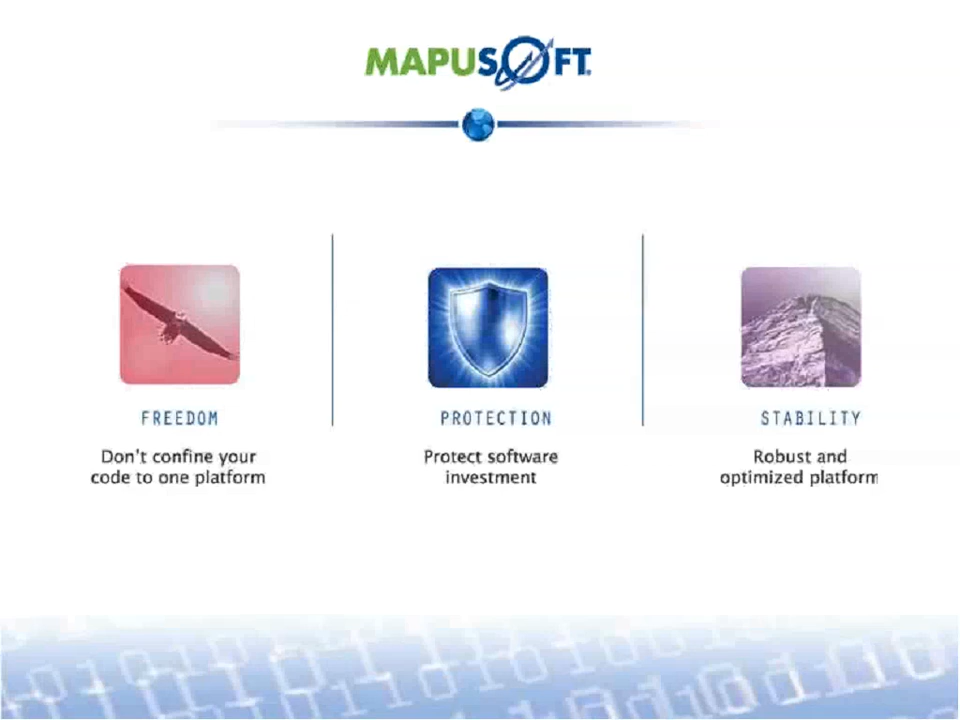 MAPUSOFT.
FREEDOM
Don't confine your
code to one platform
PROTECTION
Protect software
investment
STABILITY
Robust and
optimized platform